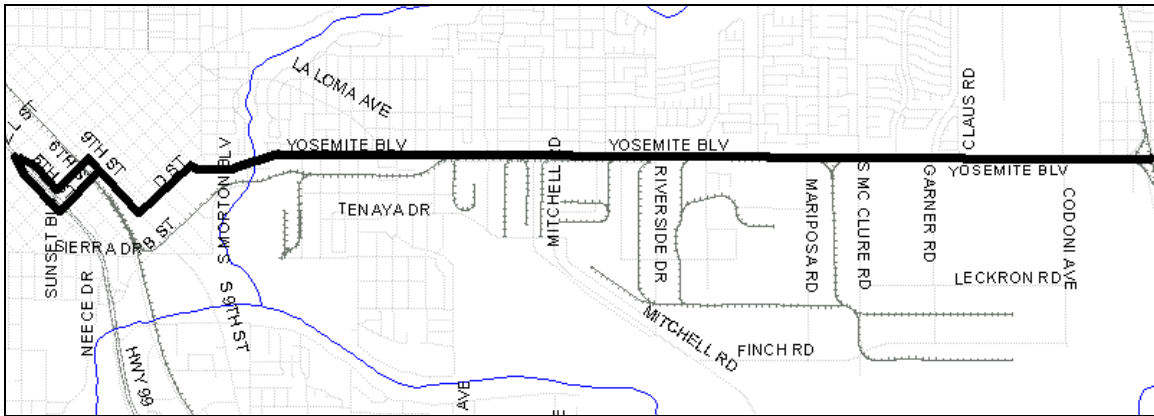 LA LOMA AVE
CLAUS RD
L ST
6TH ST
5TH
9TH ST
D ST
B ST
S MORTON BLV
YOSEMITE BLV
YOSEMITE BLV
YOSEMITE BLV
MITCHELL RD
RIVERSIDE DR
MARIPOSA RD
S MC CLURE RD
GARNER RD
CODONI AVE
TENAYA DR
SUNSET BL
SIERRA DR
NEECE DR
S 9TH ST
HWY 99
LECKRON RD
MITCHELL RD
FINCH RD
AVE